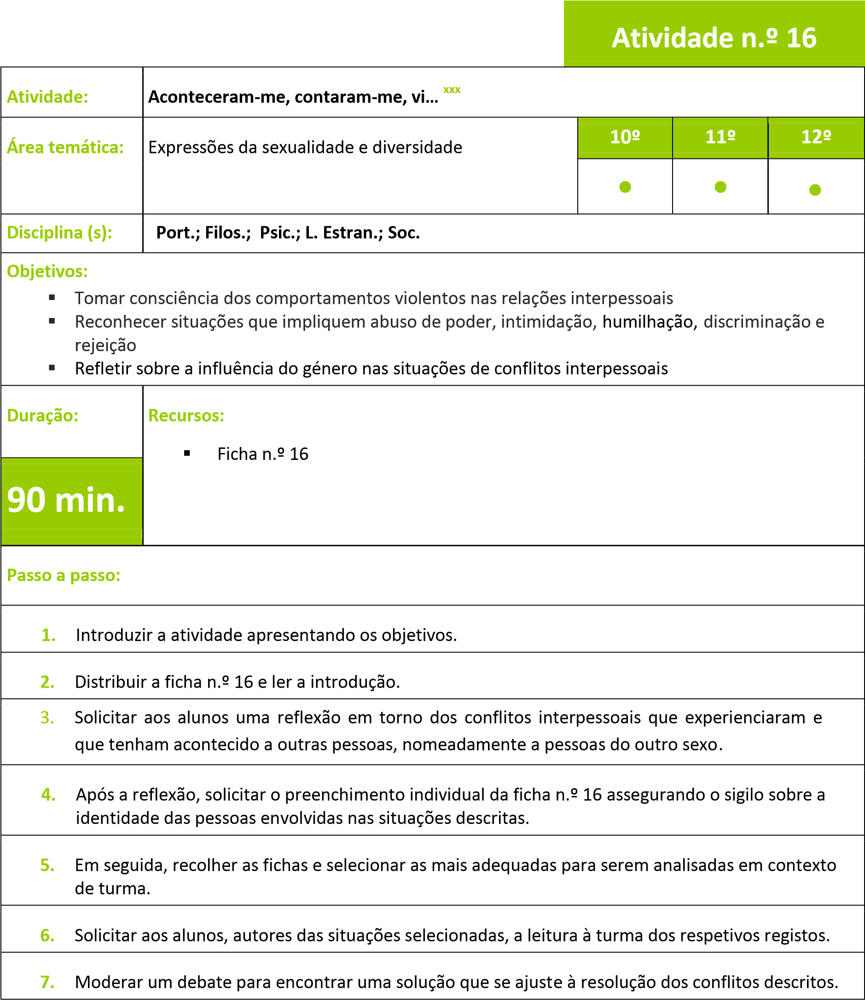 Atividade n.º 16
Atividade:
Aconteceram-me, contaram-me, vi... xxx
Área temática:
Expressões da sexualidade e diversidade
10º
11º
12º
Disciplina (s):
Port.; Filos.; Psic.; L. Estran.; Soc.
Objetivos:
▪ Tomar consciência dos comportamentos violentos nas relações interpessoais
▪ Reconhecer situações que impliquem abuso de poder, intimidação, humilhação, discriminação e
rejeição
▪ Refletir sobre a influência do género nas situações de conflitos interpessoais
Duração:
90 min.
Recursos:
▪ Ficha n.º 16
Passo a passo:
1. Introduzir a atividade apresentando os objetivos.
2. Distribuir a ficha n.º 16 e ler a introdução.
3. Solicitar aos alunos uma reflexão em torno dos conflitos interpessoais que experienciaram e
que tenham acontecido a outras pessoas, nomeadamente a pessoas do outro sexo.
4. Após a reflexão, solicitar o preenchimento individual da ficha n.º 16 assegurando o sigilo sobre a
identidade das pessoas envolvidas nas situações descritas.
5. Em seguida, recolher as fichas e selecionar as mais adequadas para serem analisadas em contexto
de turma.
6. Solicitar aos alunos, autores das situações selecionadas, a leitura à turma dos respetivos registos.
7. Moderar um debate para encontrar uma solução que se ajuste à resolução dos conflitos descritos.